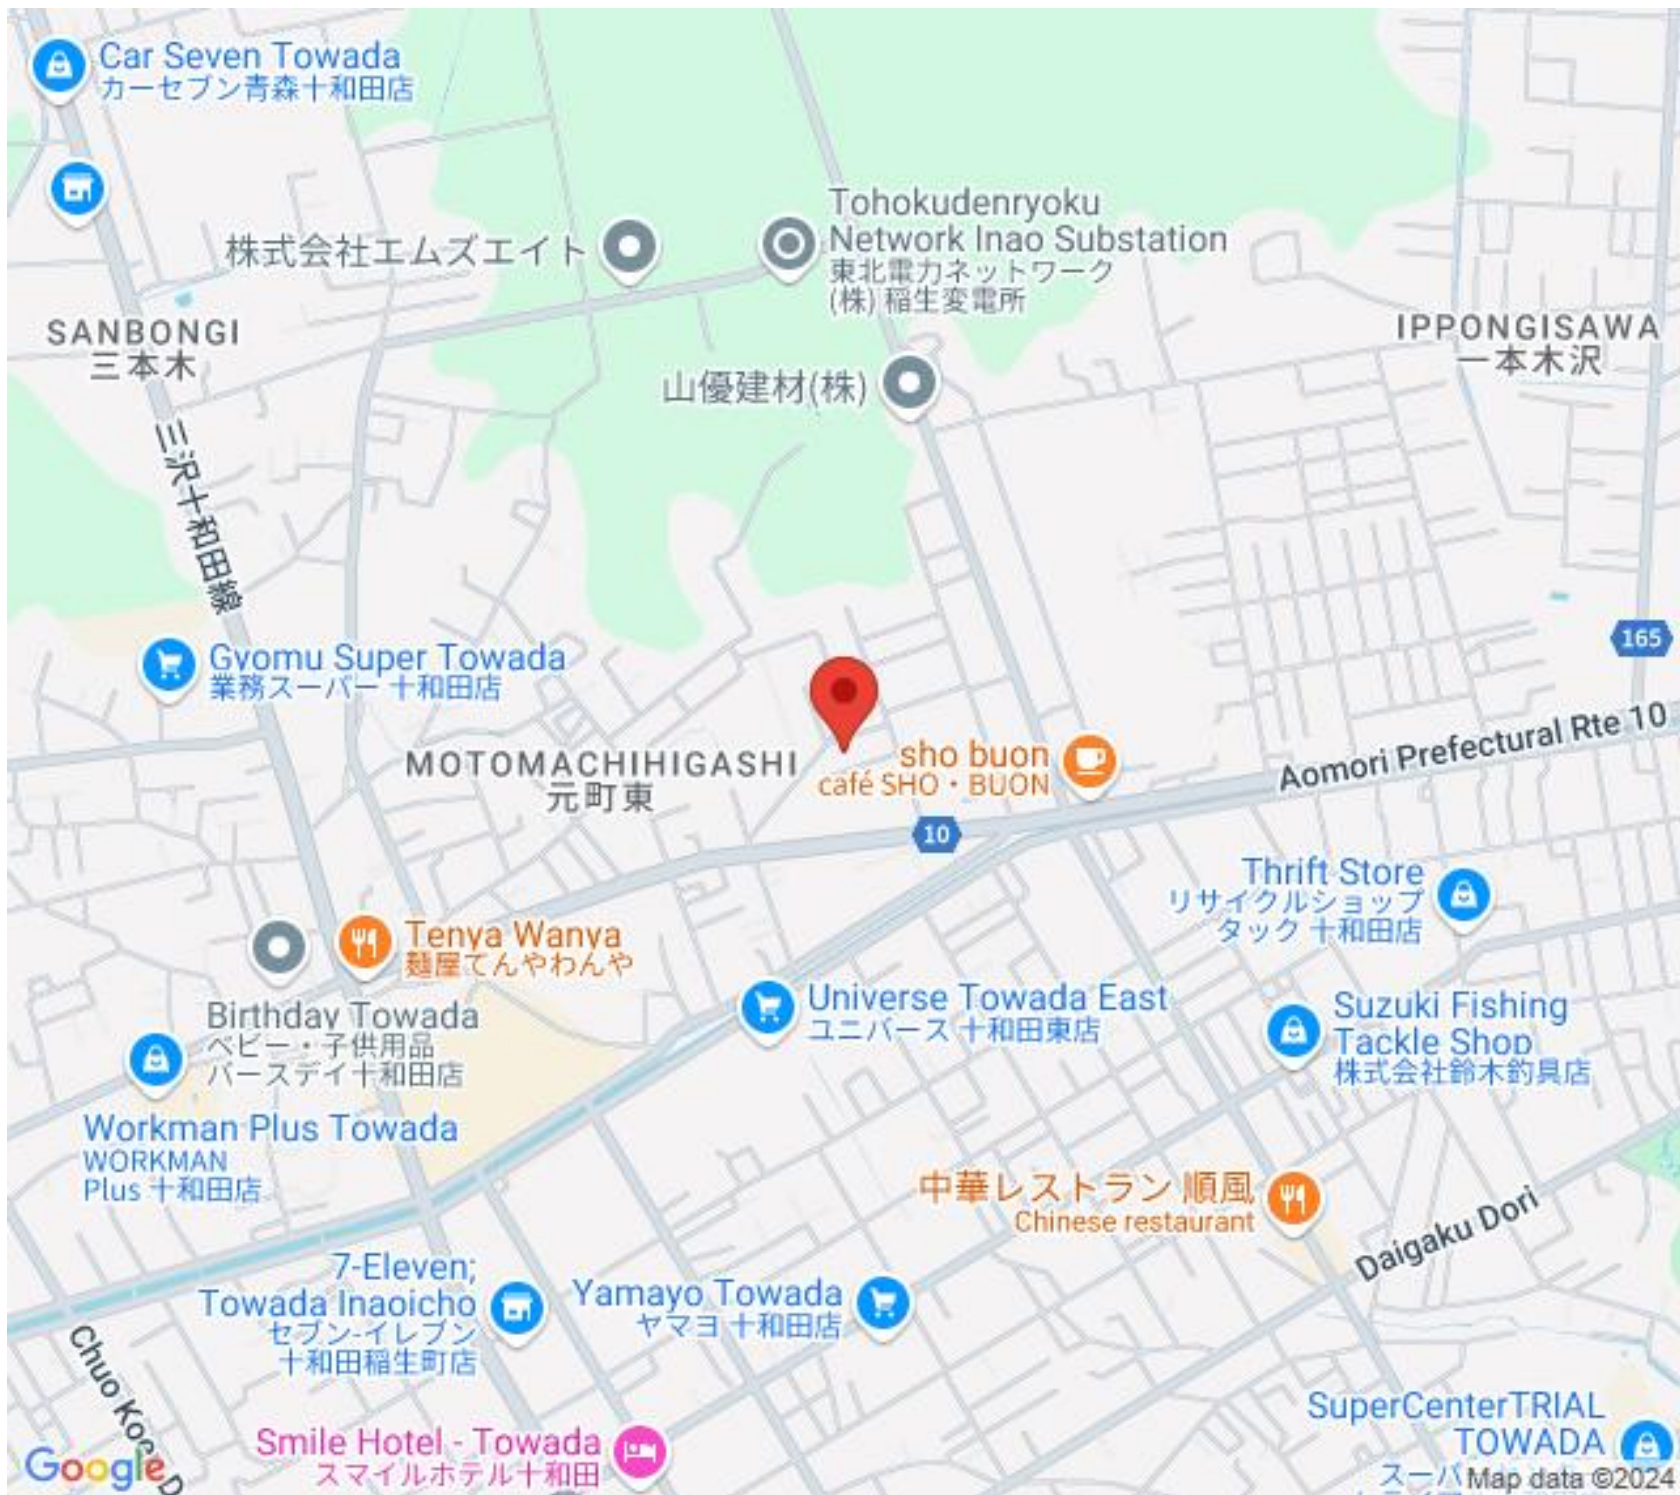 Car Seven Towada
カーセブン青森十和田店
Tohokudenryoku
Network Inao Substation
東北電力ネットワーク
(株) 稲生変電所
株式会社エムズエイト
SANBONGI
三本木
IPPONGISAWA
一本木沢
山優建材(株)
三沢十和田線
165
Gyomu Super Towada
業務スーパー 十和田店
MOTOMACHIHIGASHI
元町東
sho buon
café SHO・BUON
Aomori Prefectural Rte 10
10
Thrift Store
リサイクルショップ
タック 十和田店
Tenya Wanya
麺屋てんやわんや
Universe Towada East
ユニバース 十和田東店
Suzuki Fishing
Tackle Shop
株式会社鈴木釣具店
Birthday Towada
ベビー・子供用品
バースデイ十和田店
Workman Plus Towada
WORKMAN
Plus 十和田店
中華レストラン 順風
Chinese restaurant
Daigaku Dori
7-Eleven;
Towada Inaoicho
セブン-イレブン
十和田稲生町店
Yamayo Towada
ヤマヨ 十和田店
Chuo Koen D
Smile Hotel - Towada
スマイルホテル十和田
SuperCenterTRIAL
TOWADA
スーパ
Google
Map data ©2024